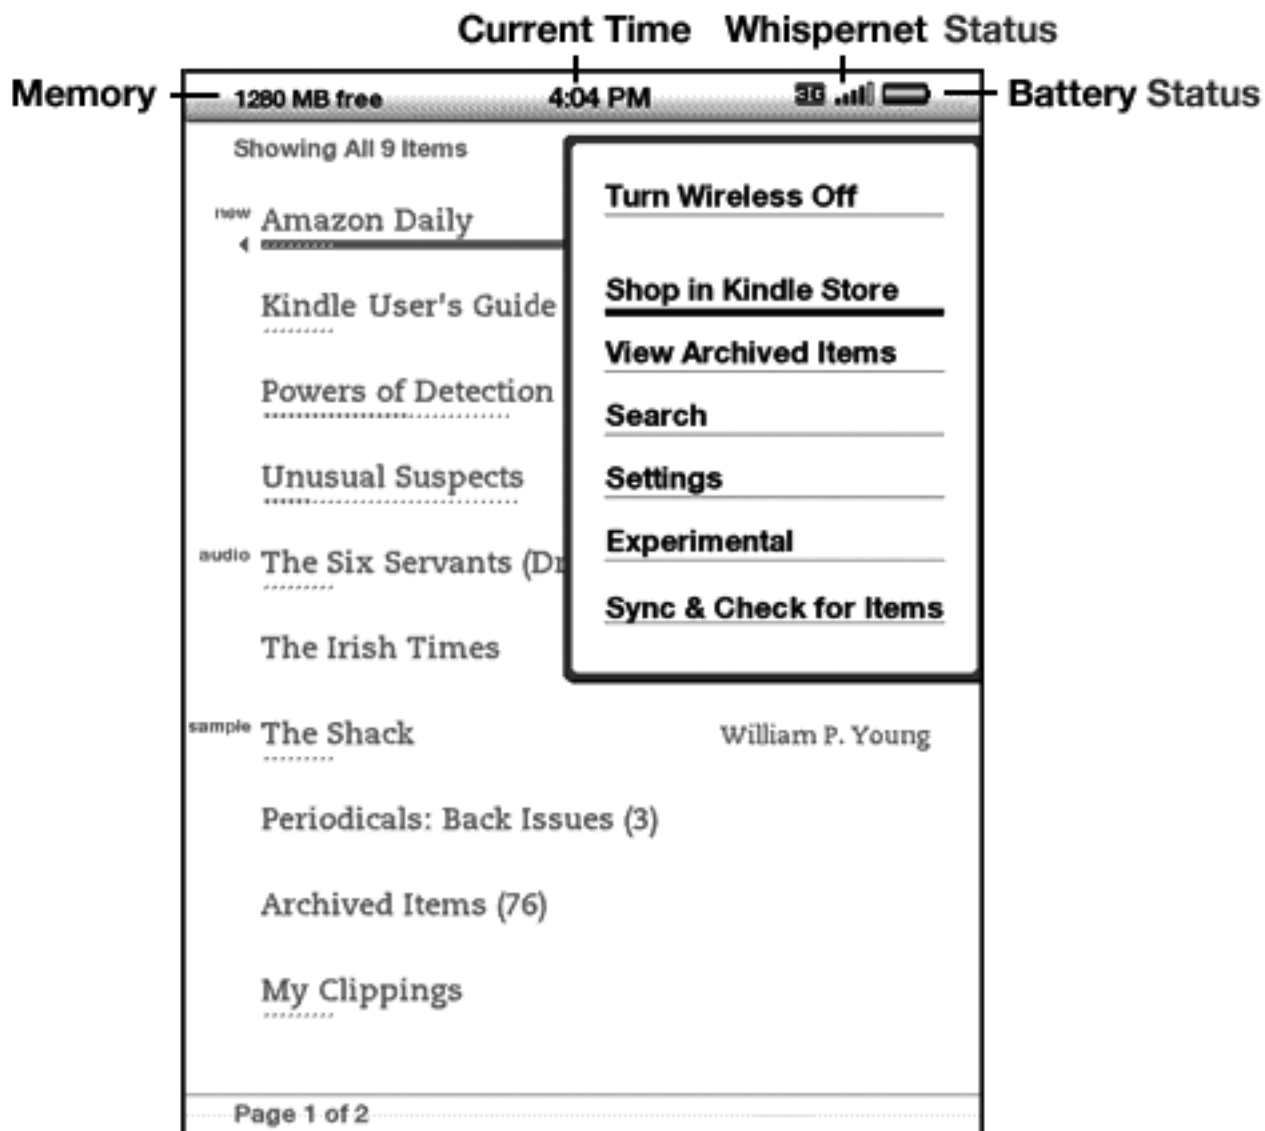 Current Time Whispernet Status
Memory 1280 MB free 4:04 PM 3G Battery Status
Showing All 9 Items
Turn Wireless Off
new Amazon Daily
Shop in Kindle Store
Kindle User's Guide
View Archived Items
Powers of Detection
Search
Unusual Suspects
Settings
Experimental
audio The Six Servants (Dr
Sync & Check for Items
The Irish Times
sample The Shack William P. Young
Periodicals: Back Issues (3)
Archived Items (76)
My Clippings
Page 1 of 2